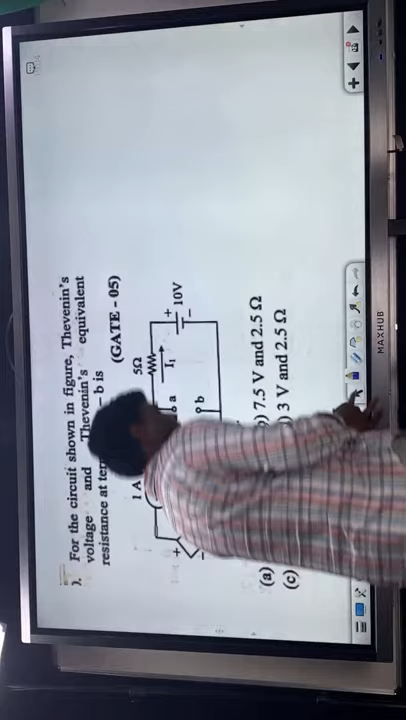 ). For the circuit shown in figure, Thevenin's
voltage and Thevenin's equivalent
resistance at – b is
(GATE - 05)
1 A
5Ω
I₁
+
10V
–
a
b
+
–
(a)
) 7.5 V and 2.5 Ω
(c)
) 3 V and 2.5 Ω
MAXHUB